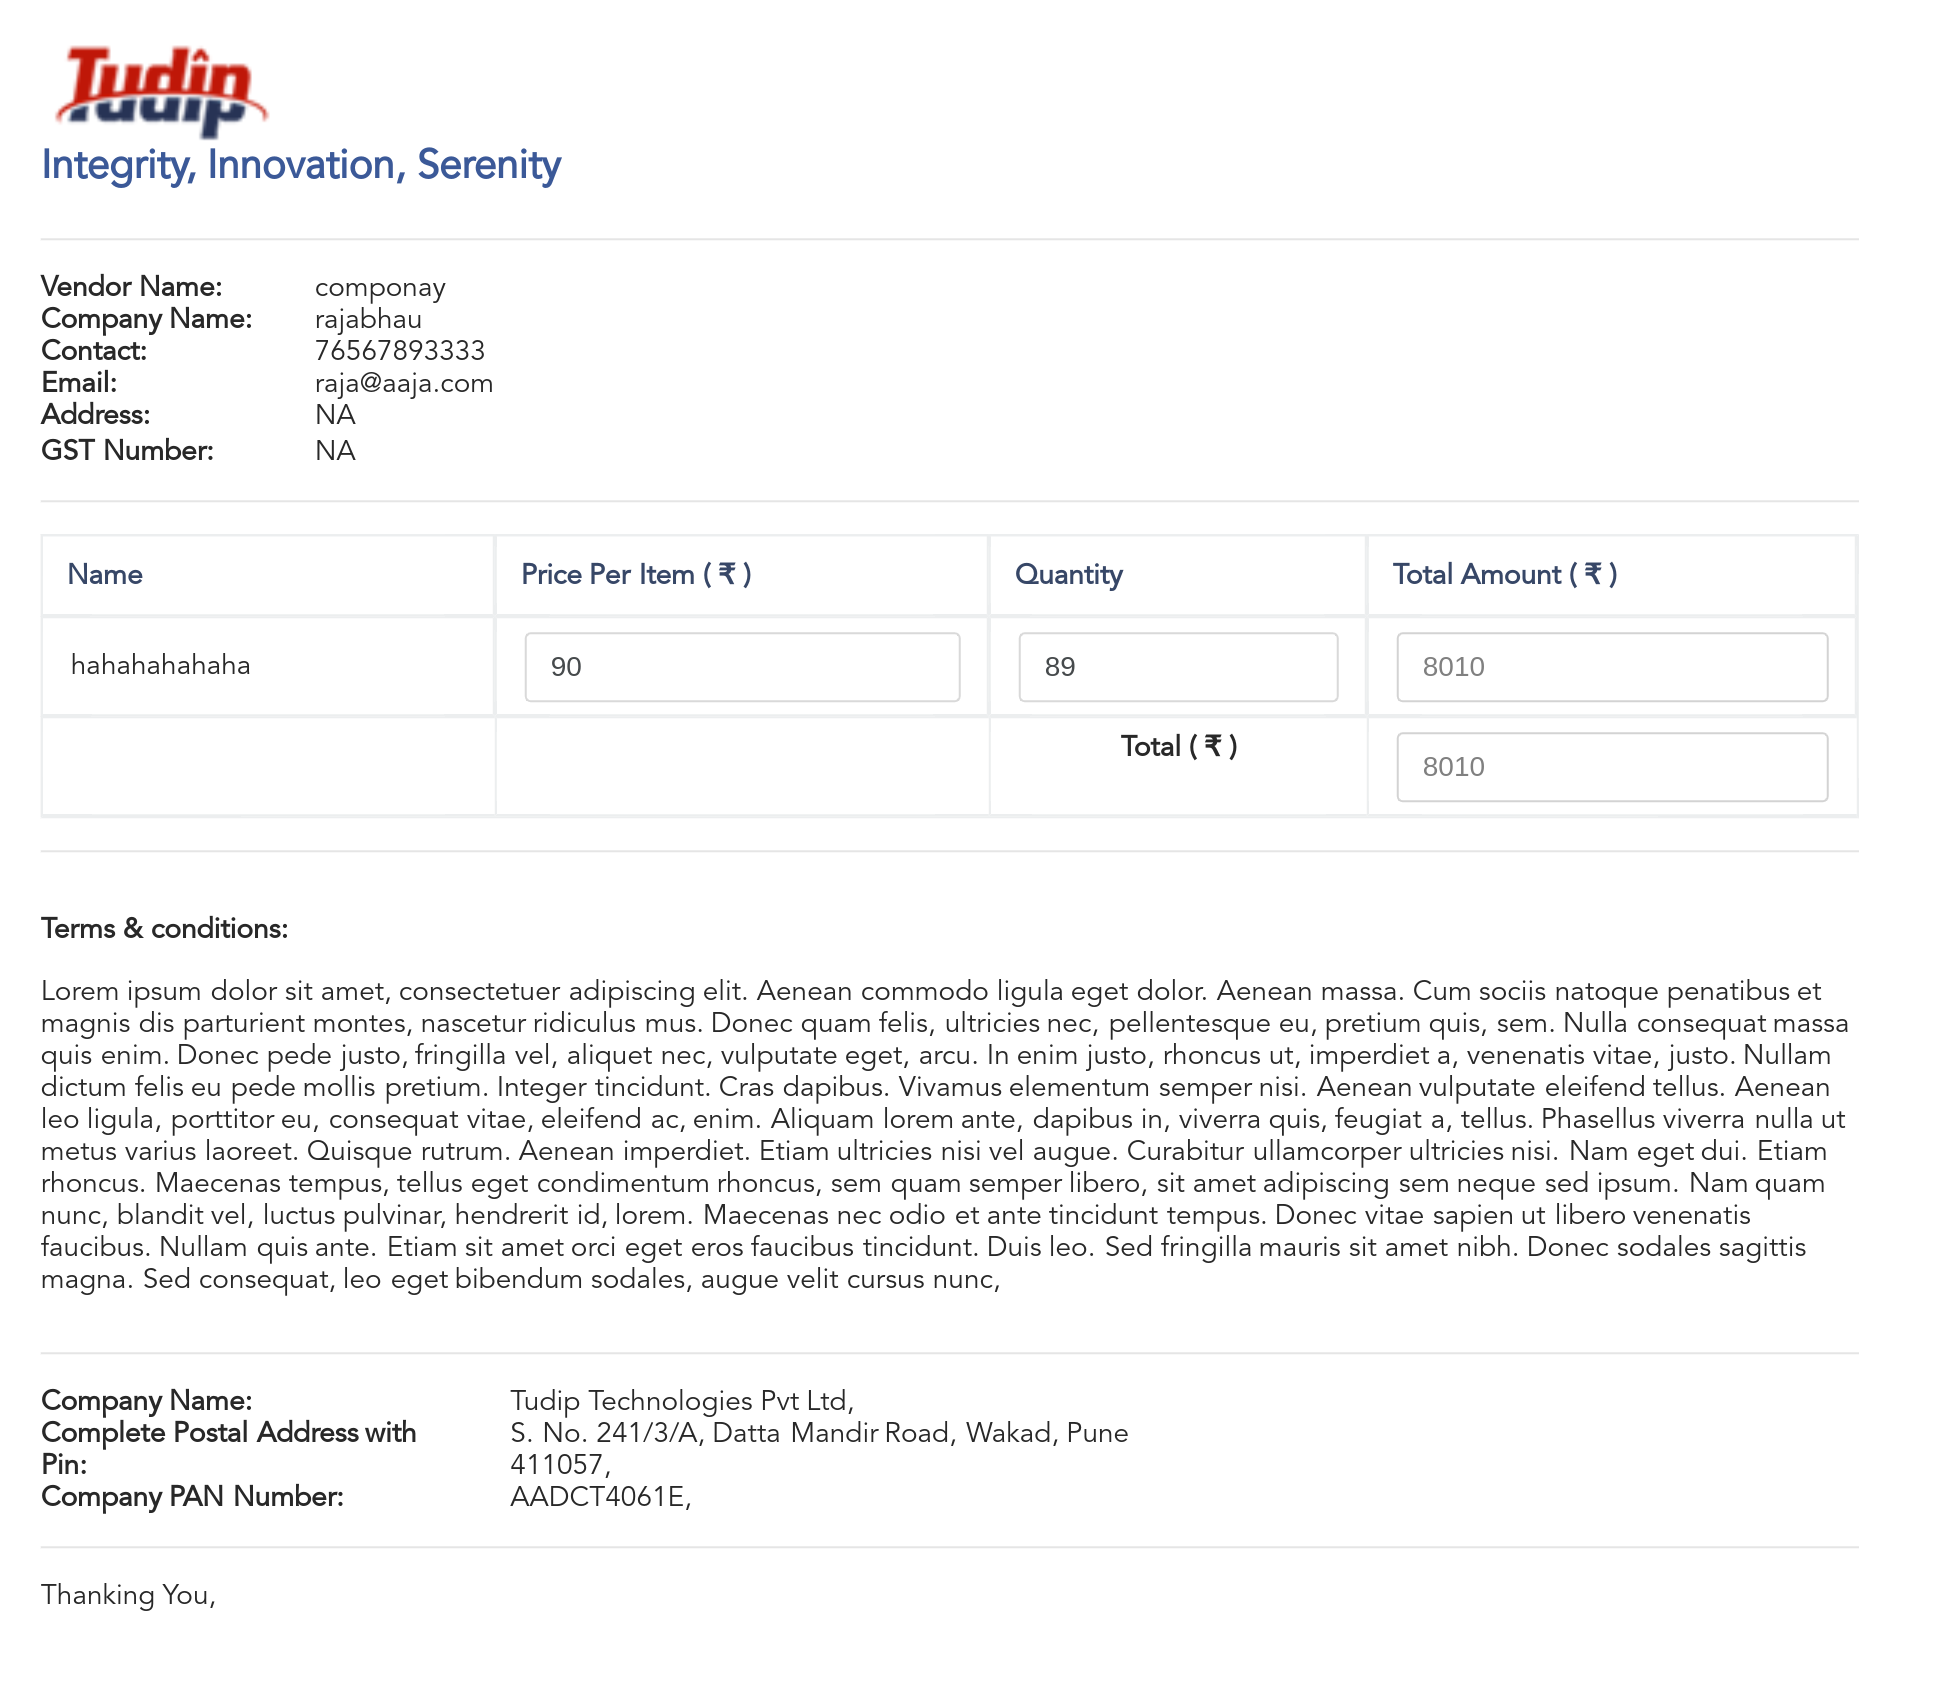 Tudip
Integrity, Innovation, Serenity
Vendor Name: componay
Company Name: rajabhau
Contact: 76567893333
Email: raja@aaja.com
Address: NA
GST Number: NA
Name Price Per Item ( ₹ ) Quantity Total Amount ( ₹ )
hahahahahaha 90 89 8010
Total ( ₹ ) 8010
Terms & conditions:
Lorem ipsum dolor sit amet, consectetuer adipiscing elit. Aenean commodo ligula eget dolor. Aenean massa. Cum sociis natoque penatibus et
magnis dis parturient montes, nascetur ridiculus mus. Donec quam felis, ultricies nec, pellentesque eu, pretium quis, sem. Nulla consequat massa
quis enim. Donec pede justo, fringilla vel, aliquet nec, vulputate eget, arcu. In enim justo, rhoncus ut, imperdiet a, venenatis vitae, justo. Nullam
dictum felis eu pede mollis pretium. Integer tincidunt. Cras dapibus. Vivamus elementum semper nisi. Aenean vulputate eleifend tellus. Aenean
leo ligula, porttitor eu, consequat vitae, eleifend ac, enim. Aliquam lorem ante, dapibus in, viverra quis, feugiat a, tellus. Phasellus viverra nulla ut
metus varius laoreet. Quisque rutrum. Aenean imperdiet. Etiam ultricies nisi vel augue. Curabitur ullamcorper ultricies nisi. Nam eget dui. Etiam
rhoncus. Maecenas tempus, tellus eget condimentum rhoncus, sem quam semper libero, sit amet adipiscing sem neque sed ipsum. Nam quam
nunc, blandit vel, luctus pulvinar, hendrerit id, lorem. Maecenas nec odio et ante tincidunt tempus. Donec vitae sapien ut libero venenatis
faucibus. Nullam quis ante. Etiam sit amet orci eget eros faucibus tincidunt. Duis leo. Sed fringilla mauris sit amet nibh. Donec sodales sagittis
magna. Sed consequat, leo eget bibendum sodales, augue velit cursus nunc,
Company Name: Tudip Technologies Pvt Ltd,
Complete Postal Address with S. No. 241/3/A, Datta Mandir Road, Wakad, Pune
Pin: 411057,
Company PAN Number: AADCT4061E,
Thanking You,